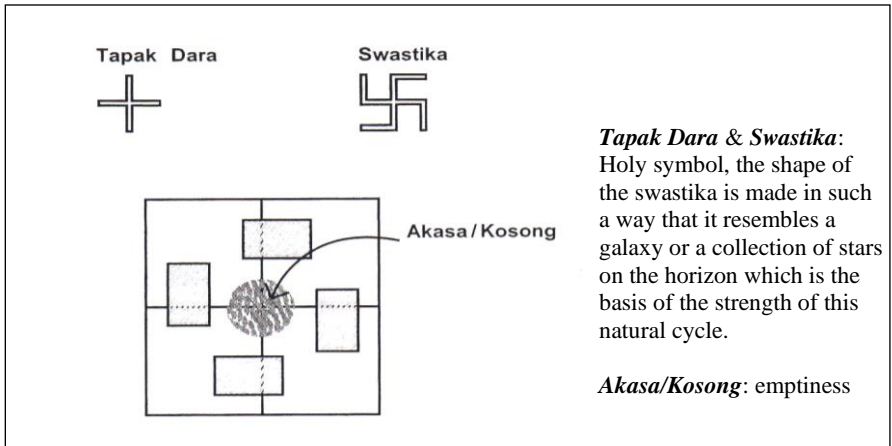 Tapak Dara
Swastika
Akasa/Kosong
Tapak Dara & Swastika:
Holy symbol, the shape of
the swastika is made in such
a way that it resembles a
galaxy or a collection of stars
on the horizon which is the
basis of the strength of this
natural cycle.
Akasa/Kosong: emptiness